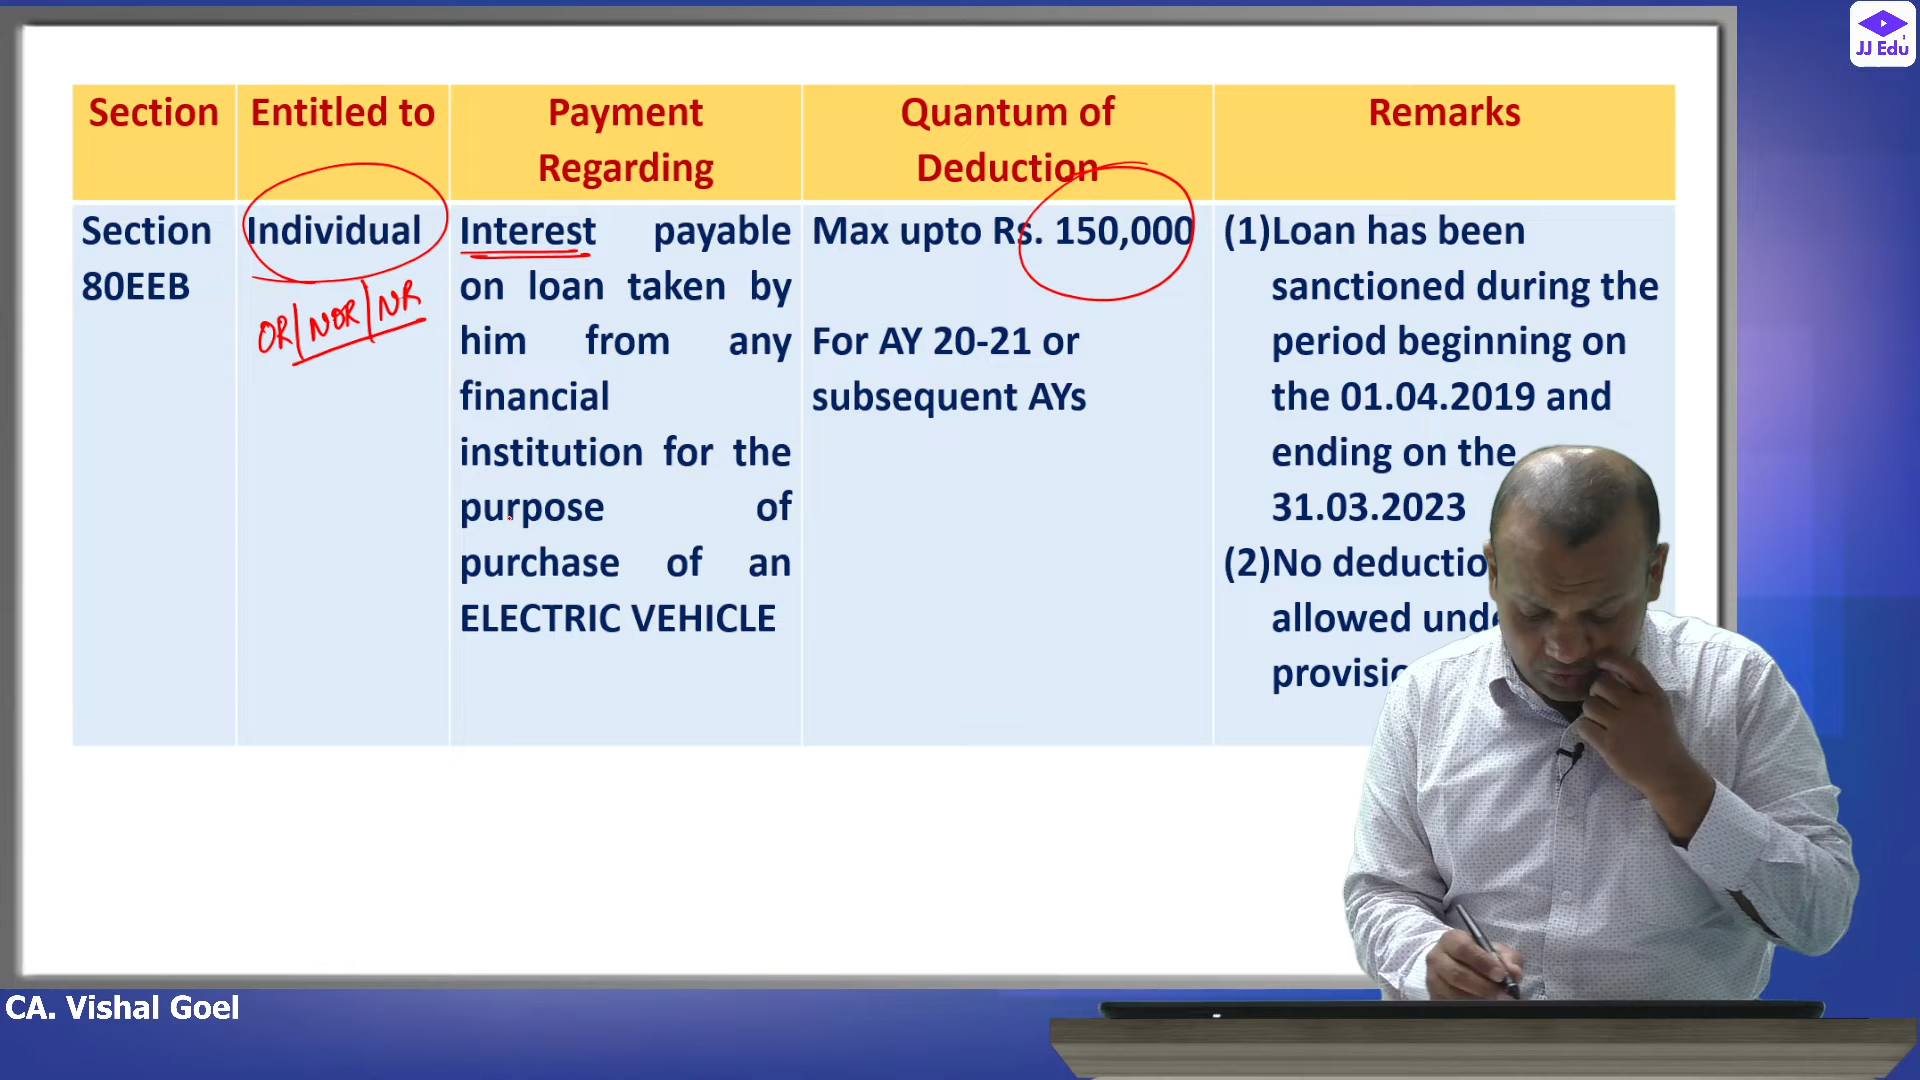 JJ Edu
Section
Entitled to
Payment
Regarding
Quantum of
Deduction
Remarks
Section
80EEB
Individual
OR/NOR/NR
Interest payable
on loan taken by
him from any
financial
institution for the
purpose of
purchase of an
ELECTRIC VEHICLE
Max upto Rs. 150,000
For AY 20-21 or
subsequent AYs
(1)Loan has been
sanctioned during the
period beginning on
the 01.04.2019 and
ending on the
31.03.2023
(2)No
allowed
CA. Vishal Goel